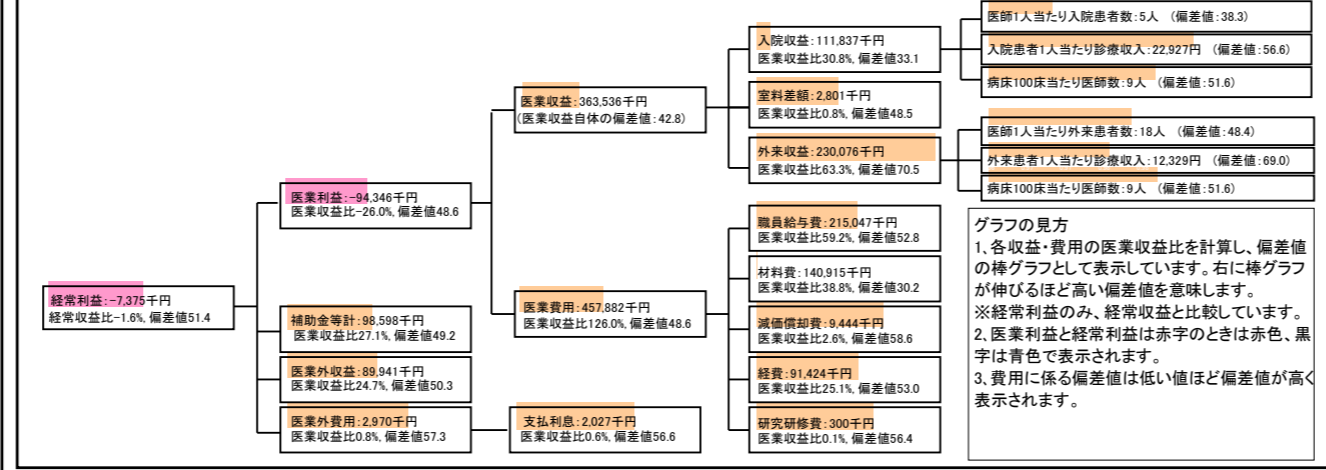 経常利益:-7,375千円
経常収比-1.6%, 偏差値51.4
医業利益:-94,346千円
医業収益比-26.0%, 偏差値48.6
補助金等計:98,598千円
医業収益比27.1%, 偏差値49.2
医業外収益:89,941千円
医業収益比24.7%, 偏差値50.3
医業外費用:2,970千円
医業収益比0.8%, 偏差値57.3
医業収益:363,536千円
(医業収益自体の偏差値:42.8)
医業費用:457,882千円
医業収益比126.0%, 偏差値48.6
支払利息:2,027千円
医業収益比0.6%, 偏差値56.6
入院収益:111,837千円
医業収益比30.8%, 偏差値33.1
室料差額:2,801千円
医業収益比0.8%, 偏差値48.5
外来収益:230,076千円
医業収益比63.3%, 偏差値70.5
職員給与費:215,047千円
医業収益比59.2%, 偏差値52.8
材料費:140,915千円
医業収益比38.8%, 偏差値30.2
減価償却費:9,444千円
医業収益比2.6%, 偏差値58.6
経費:91,424千円
医業収益比25.1%, 偏差値53.0
研究研修費:300千円
医業収益比0.1%, 偏差値56.4
医師1人当たり入院患者数:5人 (偏差値:38.3)
入院患者1人当たり診療収入:22,927円 (偏差値:56.6)
病床100床当たり医師数:9人 (偏差値:51.6)
医師1人当たり外来患者数:18人 (偏差値:48.4)
外来患者1人当たり診療収入:12,329円 (偏差値:69.0)
病床100床当たり医師数:9人 (偏差値:51.6)
グラフの見方
1、各収益・費用の医業収益比を計算し、偏差値
の棒グラフとして表示しています。右に棒グラフ
が伸びるほど高い偏差値を意味します。
※経常利益のみ、経常収益と比較しています。
2、医業利益と経常利益は赤字のときは赤色、黒
字は青色で表示されます。
3、費用に係る偏差値は低い値ほど偏差値が高く
表示されます。